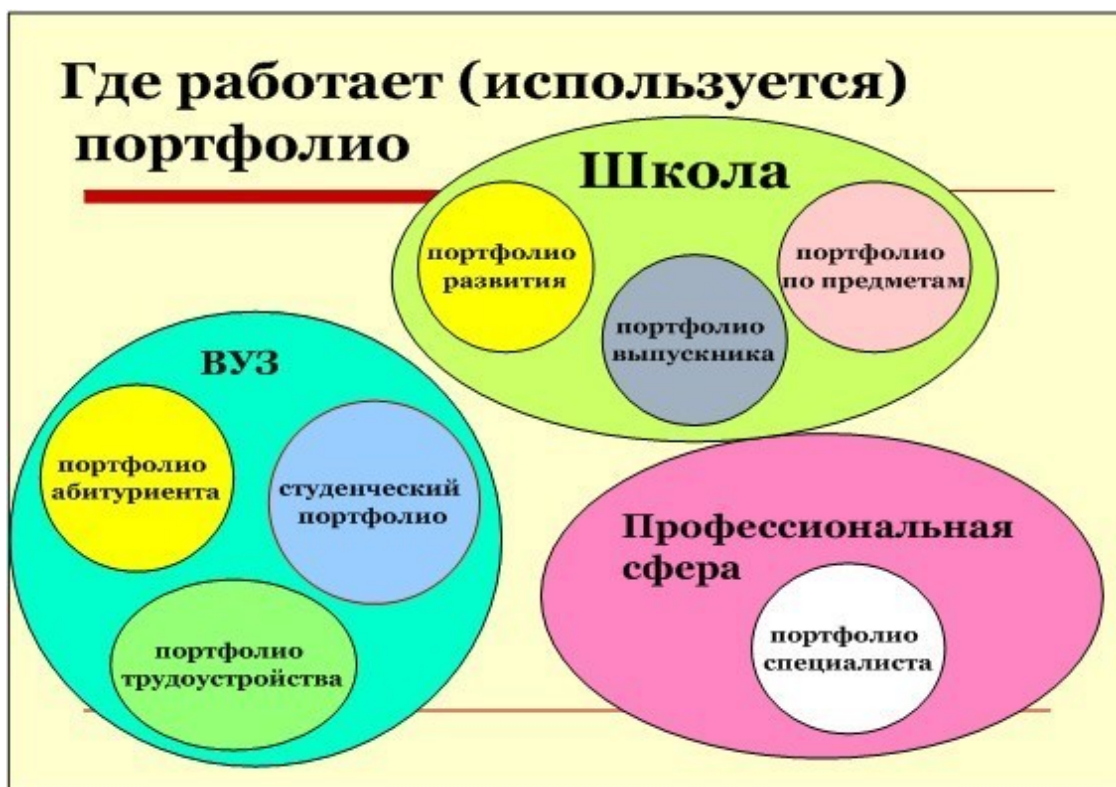 Где работает (используется)
портфолио
Школа
портфолио
развития
портфолио
выпускника
портфолио
по предметам
ВУЗ
портфолио
абитуриента
студенческий
портфолио
портфолио
трудоустройства
Профессиональная
сфера
портфолио
специалиста